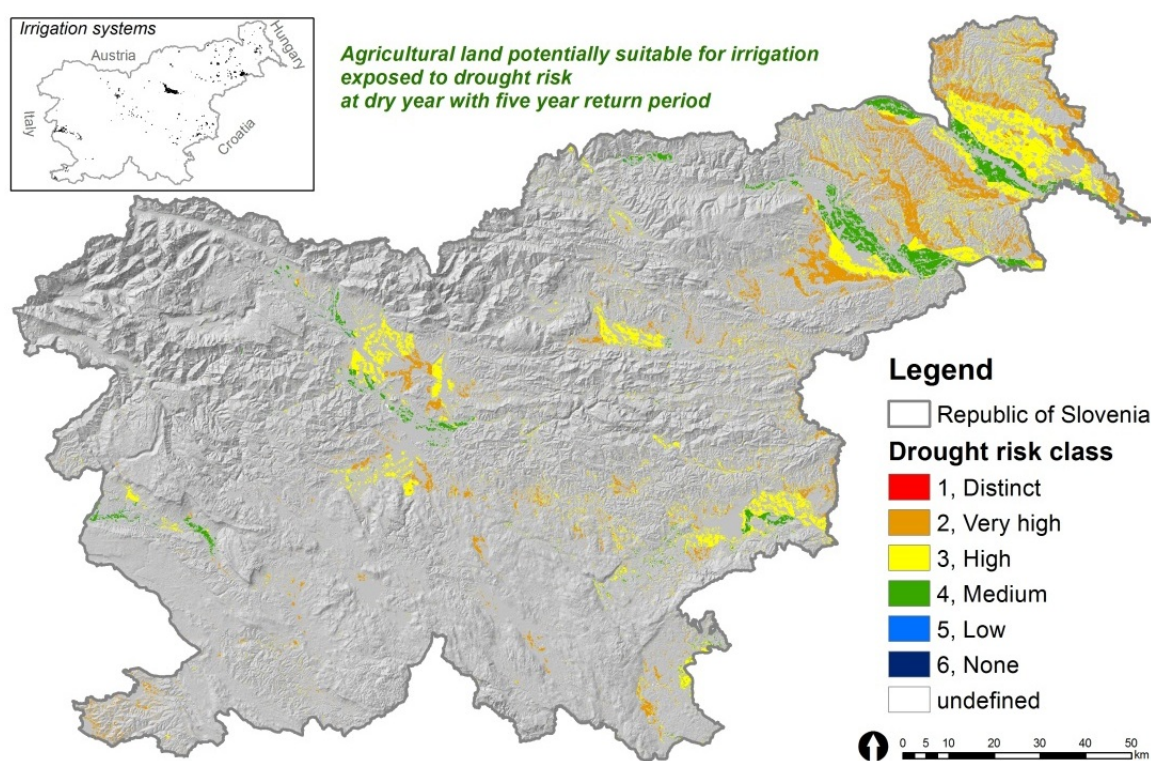 Irrigation systems
Austria
Hungary
Italy
Croatia
Agricultural land potentially suitable for irrigation
exposed to drought risk
at dry year with five year return period
Legend
Republic of Slovenia
Drought risk class
1, Distinct
2, Very high
3, High
4, Medium
5, Low
6, None
undefined
0 5 10 20 30 40 50
km